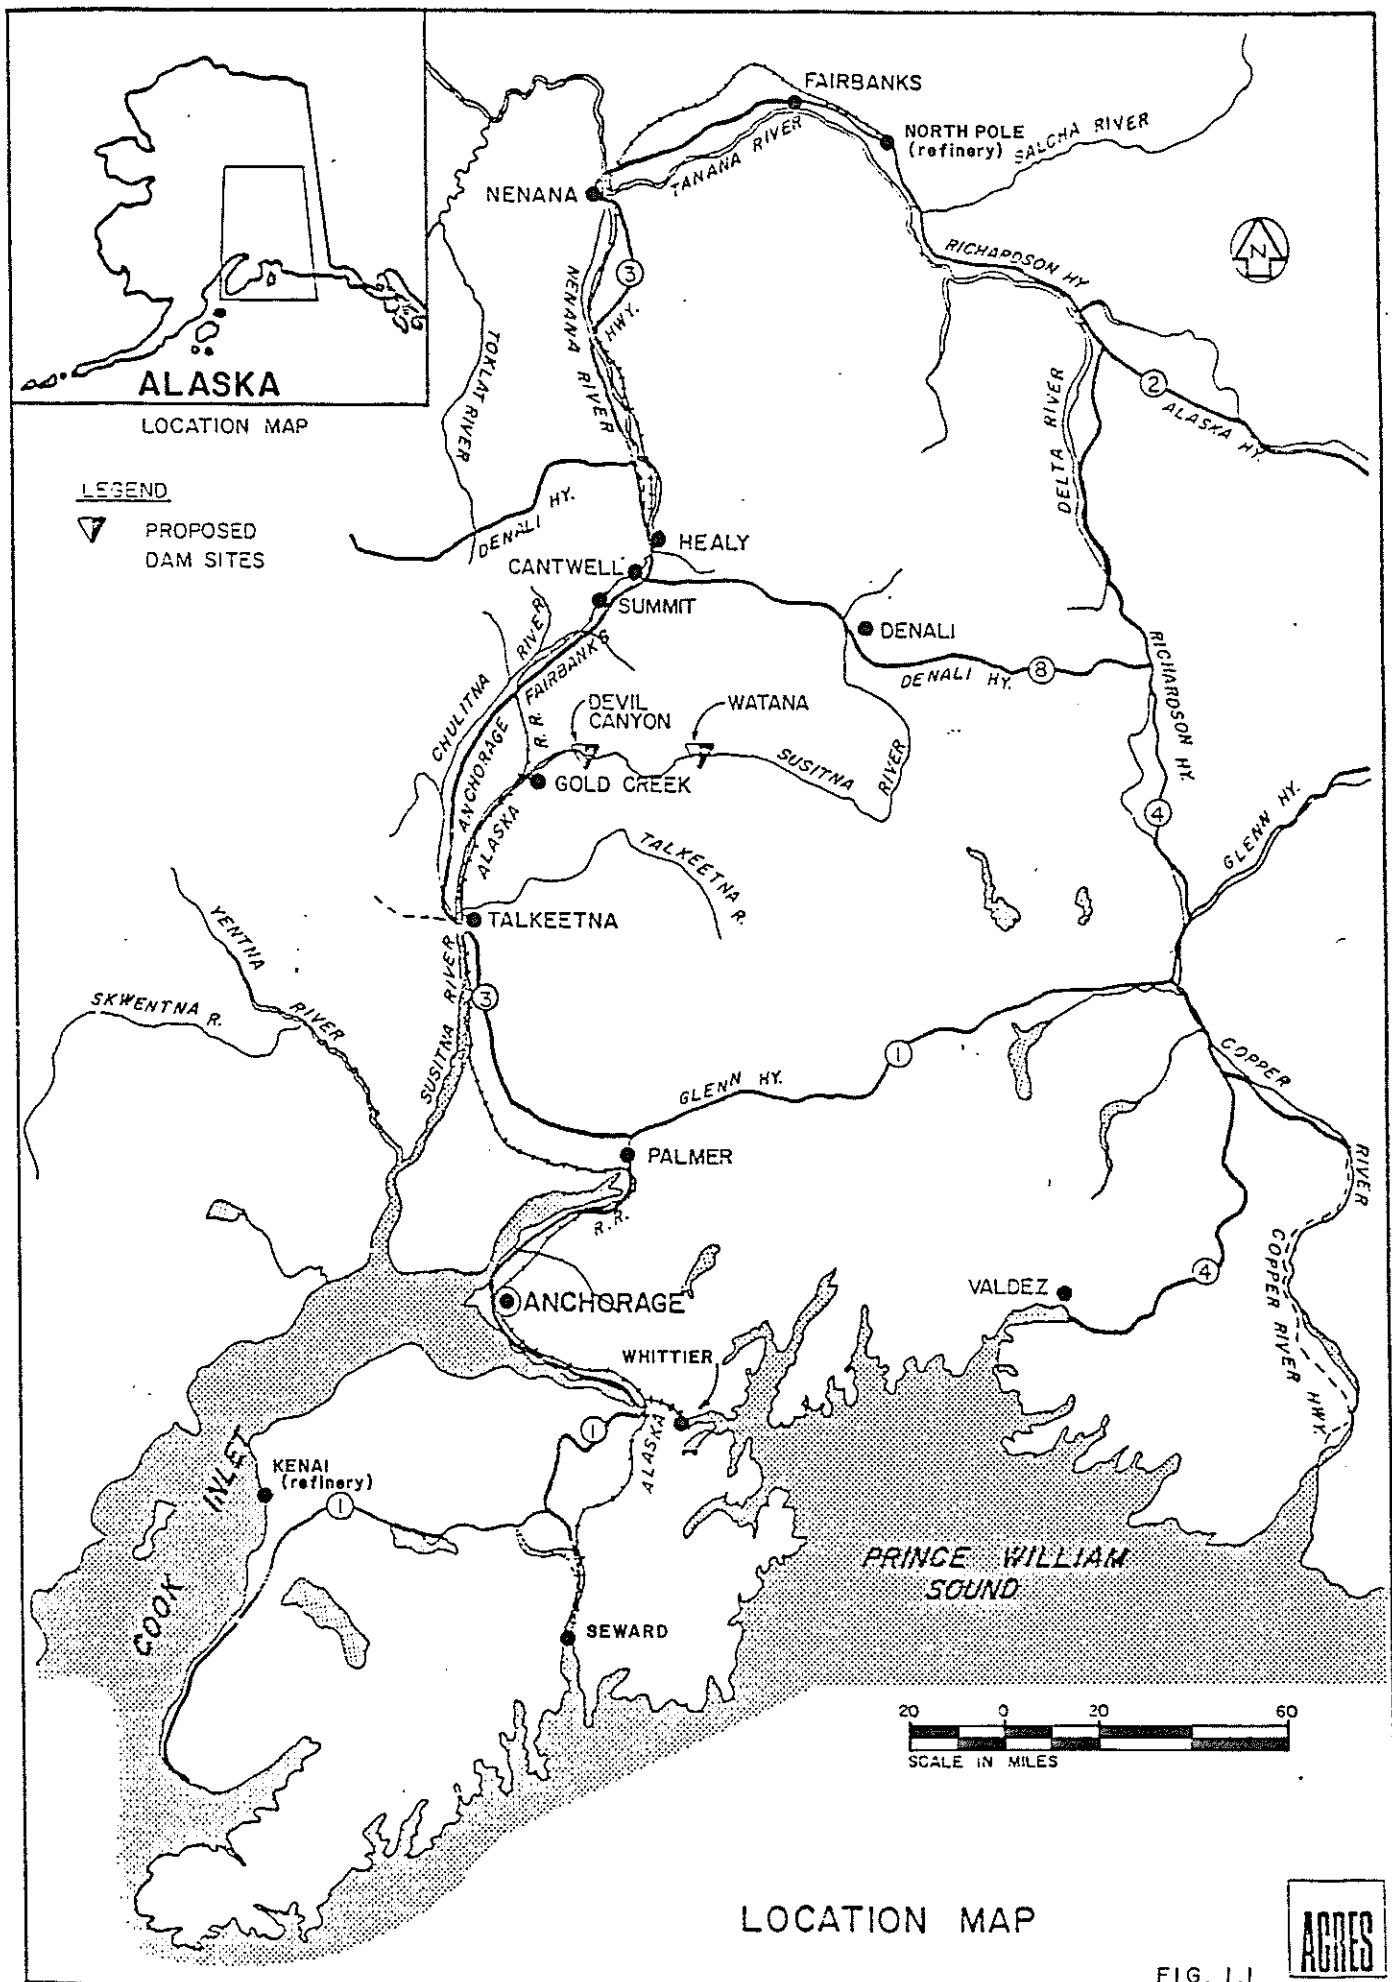 ALASKA
LOCATION MAP
LEGEND
PROPOSED
DAM SITES
FAIRBANKS
NORTH POLE
(refinery)
SALCHA RIVER
TANANA RIVER
NENANA
N
RICHARDSON HY
3
HWY.
NENANA RIVER
TOKLAT RIVER
2
ALASKA HY.
DELTA RIVER
DENALI HY.
HEALY
CANTWELL
SUMMIT
DENALI
DENALI HY.
8
RICHARDSON HY.
CHULITNA RIVER
ANCHORAGE FAIRBANKS
R. R.
DEVIL
CANYON
WATANA
SUSITNA RIVER
GOLD CREEK
ALASKA
4
GLENN HY.
TALKEETNA R.
TALKEETNA
YENTNA RIVER
SKWENTNA R.
SUSITNA RIVER
3
1
GLENN HY.
COPPER RIVER
PALMER
R.R.
COPPER RIVER HWY.
4
VALDEZ
ANCHORAGE
WHITTIER
1
ALASKA
COOK INLET
KENAI
(refinery)
1
PRINCE WILLIAM
SOUND
SEWARD
20 0 20 60
SCALE IN MILES
LOCATION MAP
ACRES
FIG. 1.1